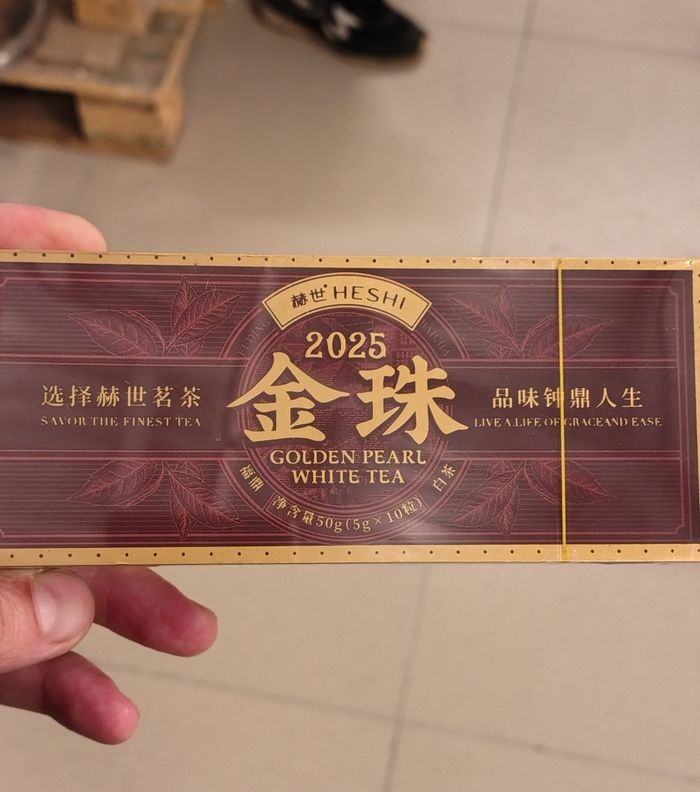 赫世 HESHI
2025
金珠
GOLDEN PEARL
WHITE TEA
福鼎 白茶
净含量50g(5g×10粒)
选择赫世茗茶
SAVOR THE FINEST TEA
品味钟鼎人生
LIVE A LIFE OF GRACE AND EASE